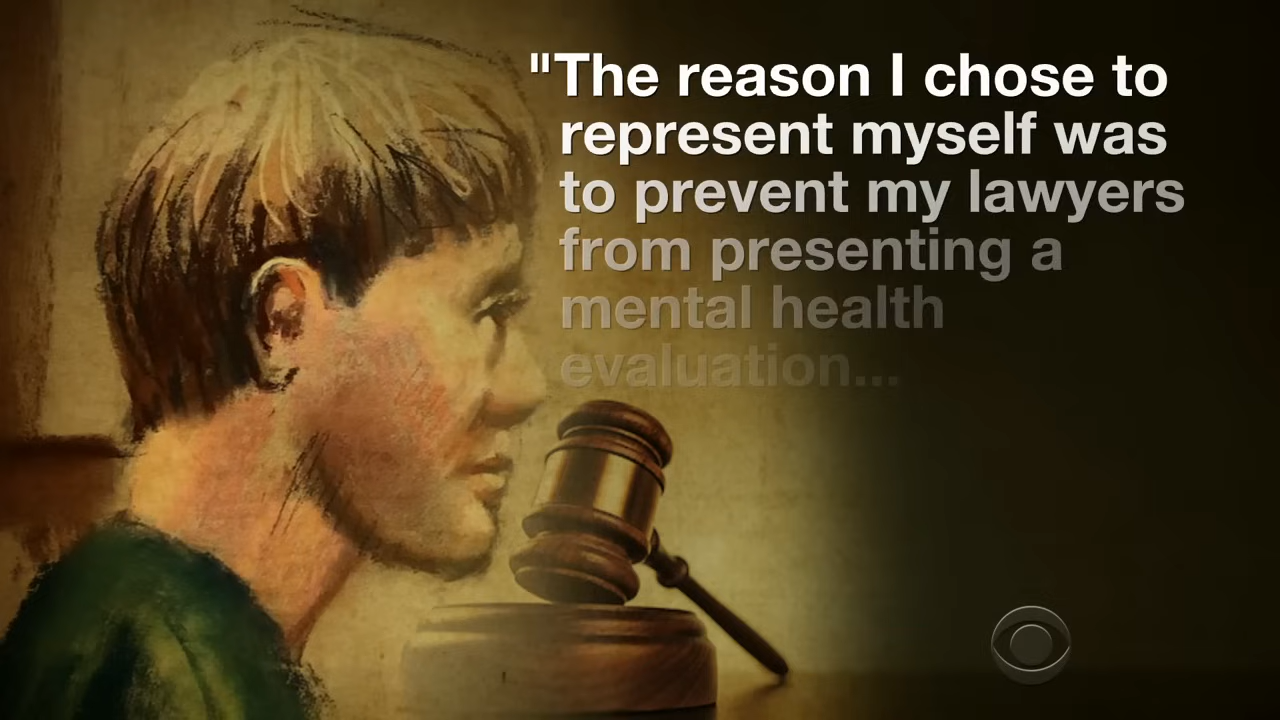 "The reason I chose to
represent myself was
to prevent my lawyers
from presenting a
mental health
evaluation...